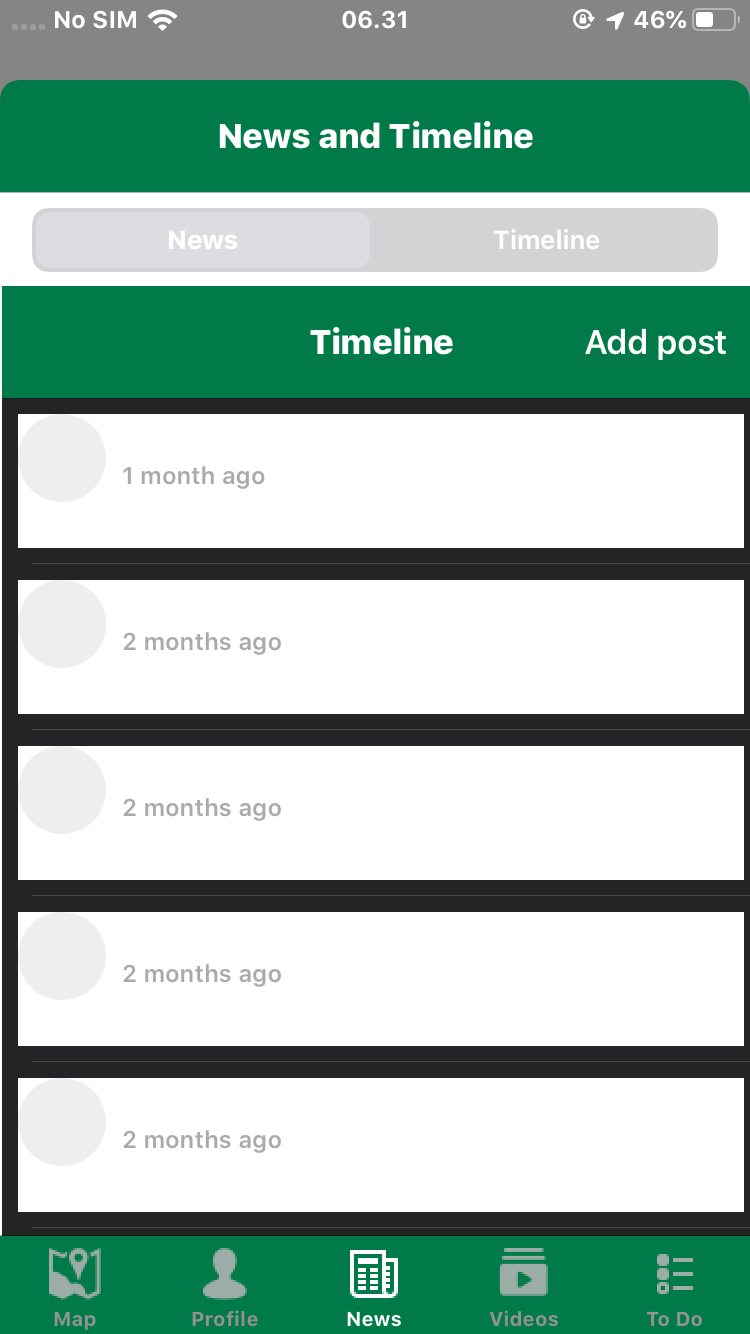 No SIM 06.31 46%
News and Timeline
News Timeline
Timeline Add post
1 month ago
2 months ago
2 months ago
2 months ago
2 months ago
Map Profile News Videos To Do